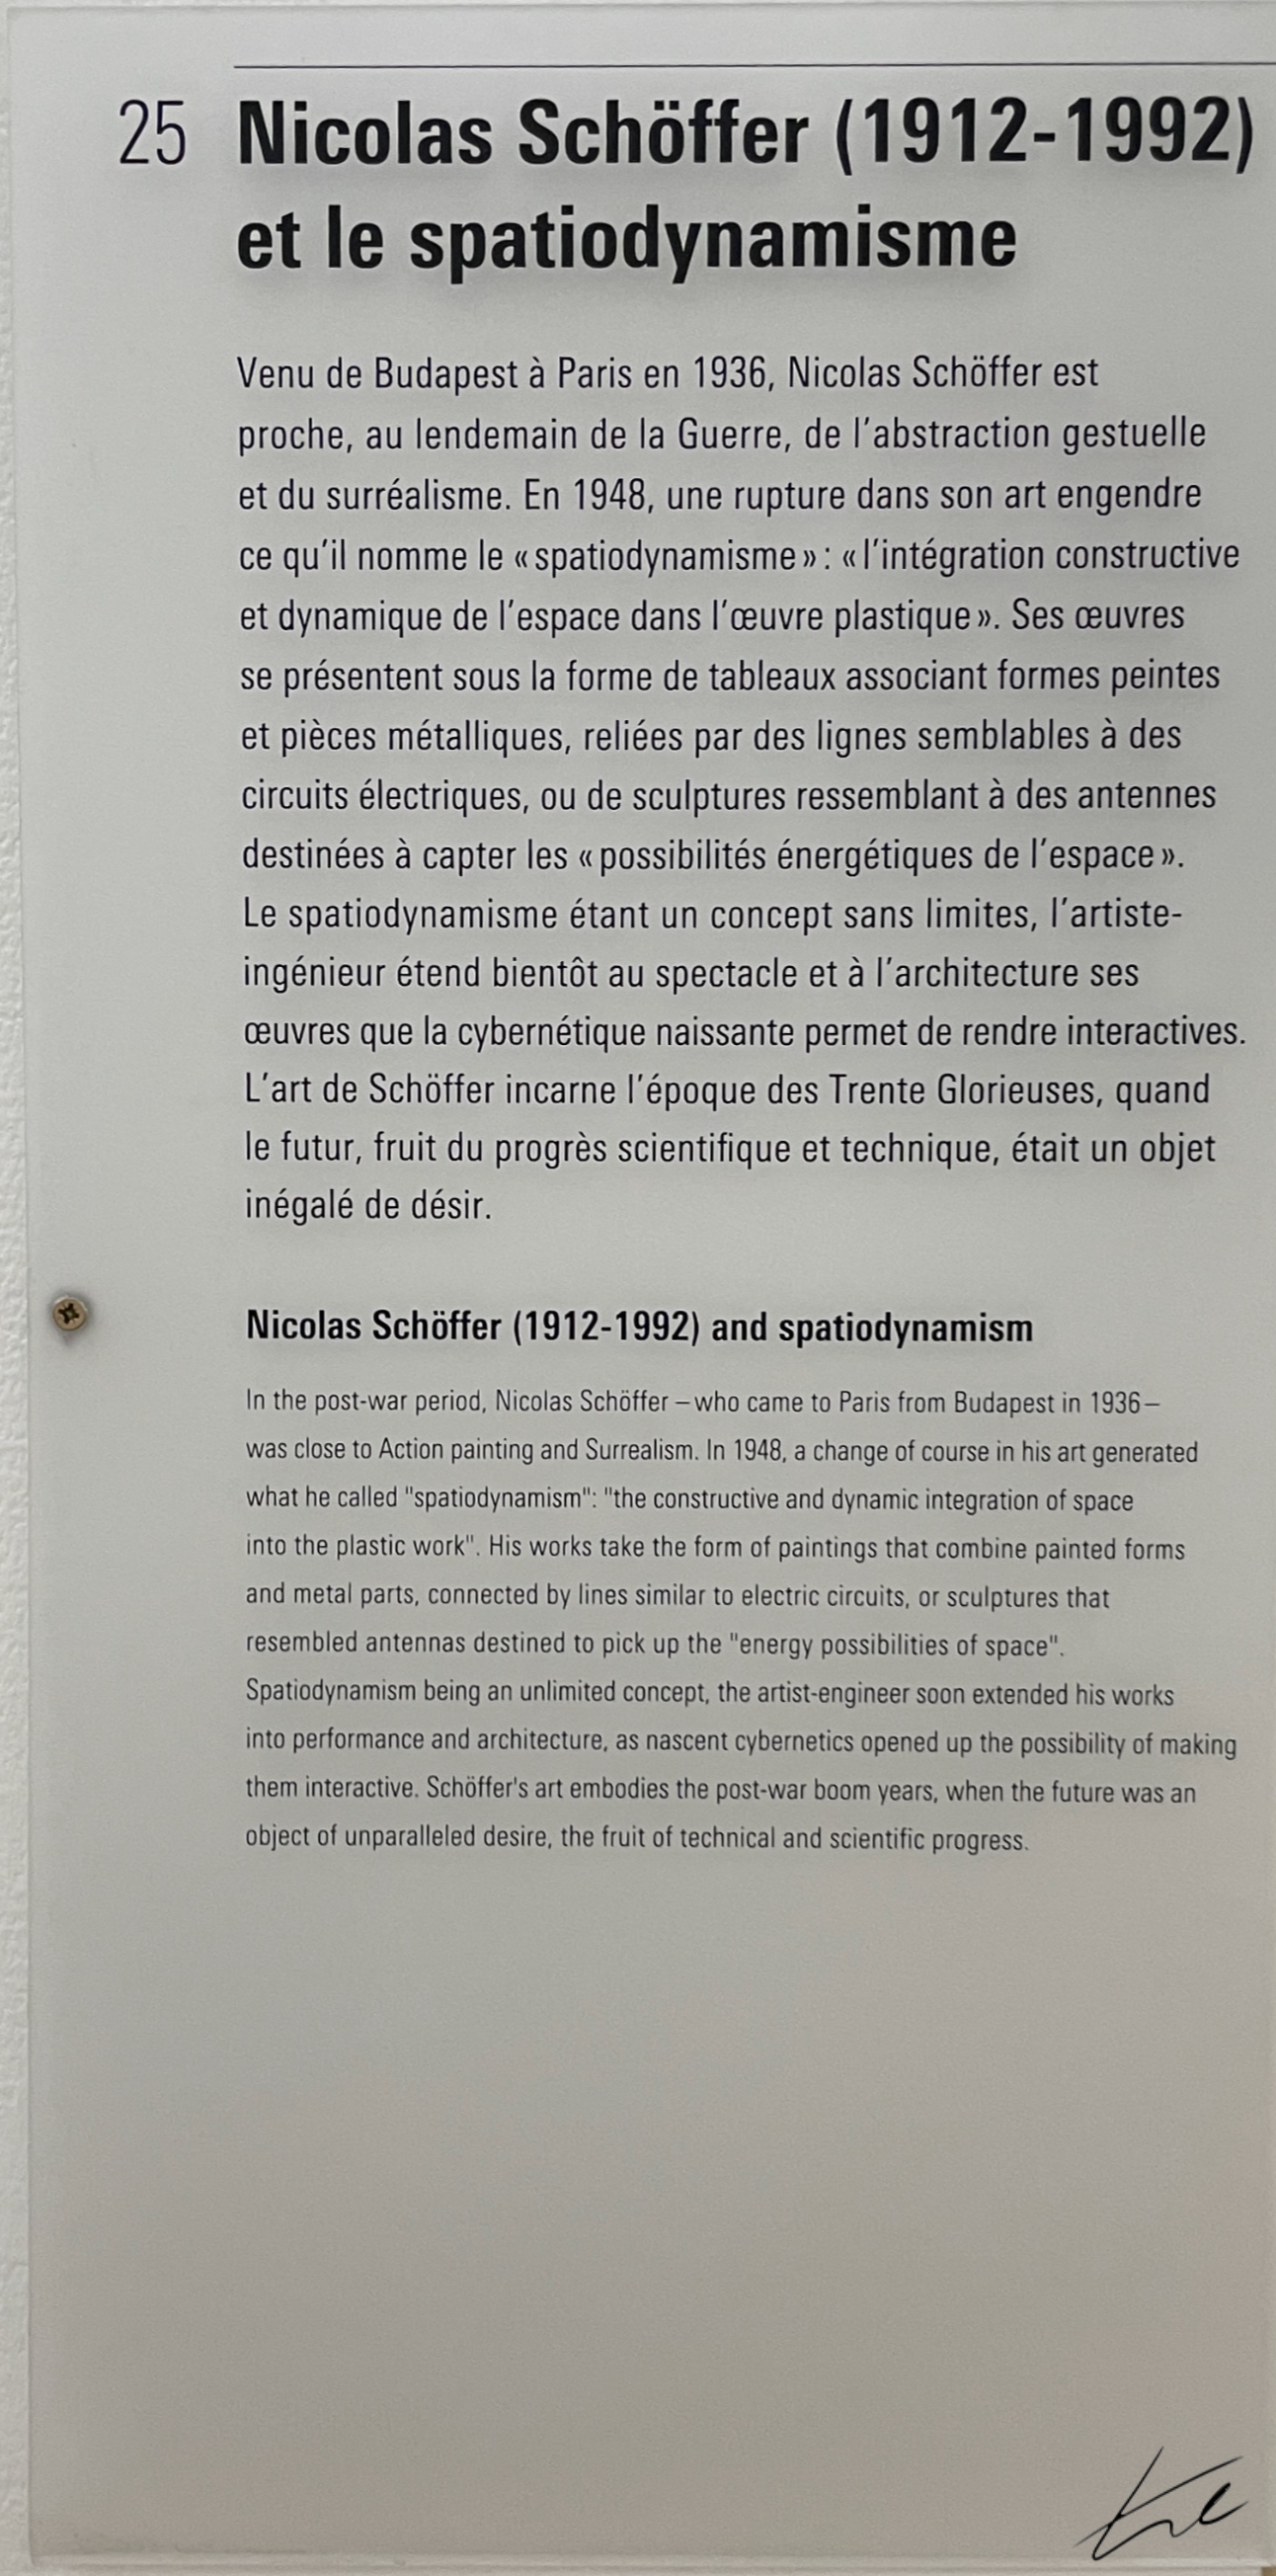 25 Nicolas Schöffer (1912-1992)
et le spatiodynamisme
Venu de Budapest à Paris en 1936, Nicolas Schöffer est
proche, au lendemain de la Guerre, de l'abstraction gestuelle
et du surréalisme. En 1948, une rupture dans son art engendre
ce qu'il nomme le « spatiodynamisme » : « l'intégration constructive
et dynamique de l'espace dans l'œuvre plastique ». Ses œuvres
se présentent sous la forme de tableaux associant formes peintes
et pièces métalliques, reliées par des lignes semblables à des
circuits électriques, ou de sculptures ressemblant à des antennes
destinées à capter les « possibilités énergétiques de l'espace ».
Le spatiodynamisme étant un concept sans limites, l'artiste-
ingénieur étend bientôt au spectacle et à l'architecture ses
œuvres que la cybernétique naissante permet de rendre interactives.
L'art de Schöffer incarne l'époque des Trente Glorieuses, quand
le futur, fruit du progrès scientifique et technique, était un objet
inégalé de désir.
Nicolas Schöffer (1912-1992) and spatiodynamism
In the post-war period, Nicolas Schöffer – who came to Paris from Budapest in 1936 –
was close to Action painting and Surrealism. In 1948, a change of course in his art generated
what he called "spatiodynamism": "the constructive and dynamic integration of space
into the plastic work". His works take the form of paintings that combine painted forms
and metal parts, connected by lines similar to electric circuits, or sculptures that
resembled antennas destined to pick up the "energy possibilities of space".
Spatiodynamism being an unlimited concept, the artist-engineer soon extended his works
into performance and architecture, as nascent cybernetics opened up the possibility of making
them interactive. Schöffer's art embodies the post-war boom years, when the future was an
object of unparalleled desire, the fruit of technical and scientific progress.